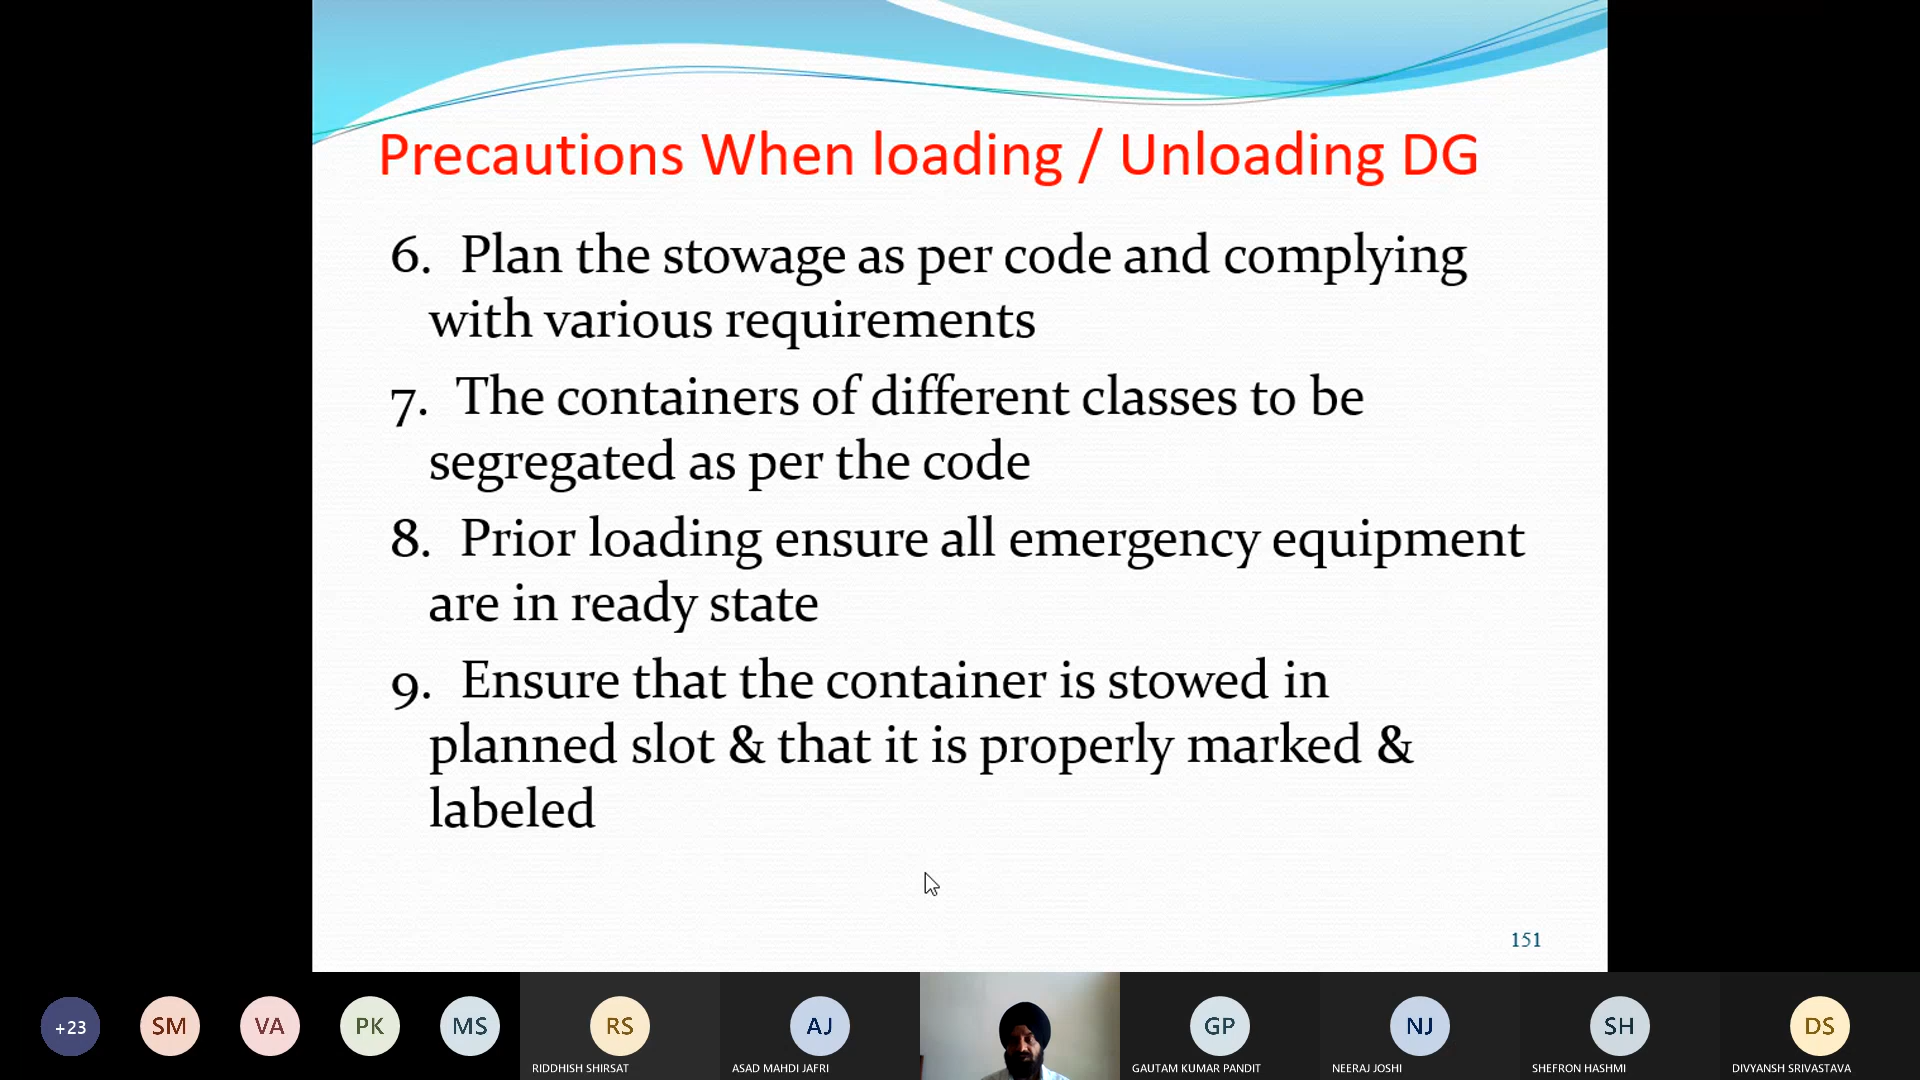 Precautions When loading / Unloading DG
6. Plan the stowage as per code and complying
with various requirements
7. The containers of different classes to be
segregated as per the code
8. Prior loading ensure all emergency equipment
are in ready state
9. Ensure that the container is stowed in
planned slot & that it is properly marked &
labeled
151
+23 SM VA PK MS RS AJ GP NJ SH DS
RIDDHISH SHIRSAT ASAD MAHDI JAFRI GAUTAM KUMAR PANDIT NEERAJ JOSHI SHEFRON HASHMI DIVYANSH SRIVASTAVA